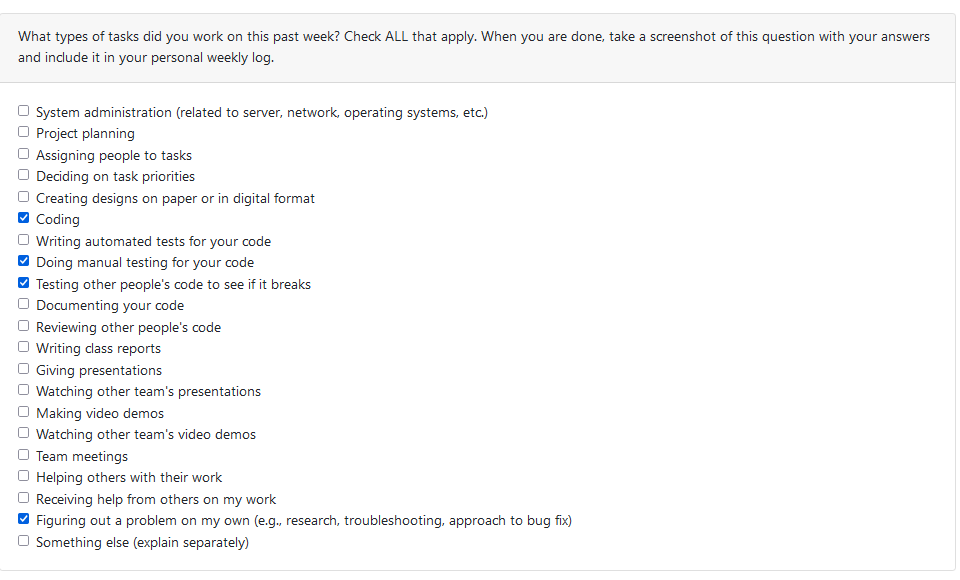 What types of tasks did you work on this past week? Check ALL that apply. When you are done, take a screenshot of this question with your answers
and include it in your personal weekly log.
System administration (related to server, network, operating systems, etc.)
Project planning
Assigning people to tasks
Deciding on task priorities
Creating designs on paper or in digital format
Coding
Writing automated tests for your code
Doing manual testing for your code
Testing other people's code to see if it breaks
Documenting your code
Reviewing other people's code
Writing class reports
Giving presentations
Watching other team's presentations
Making video demos
Watching other team's video demos
Team meetings
Helping others with their work
Receiving help from others on my work
Figuring out a problem on my own (e.g., research, troubleshooting, approach to bug fix)
Something else (explain separately)